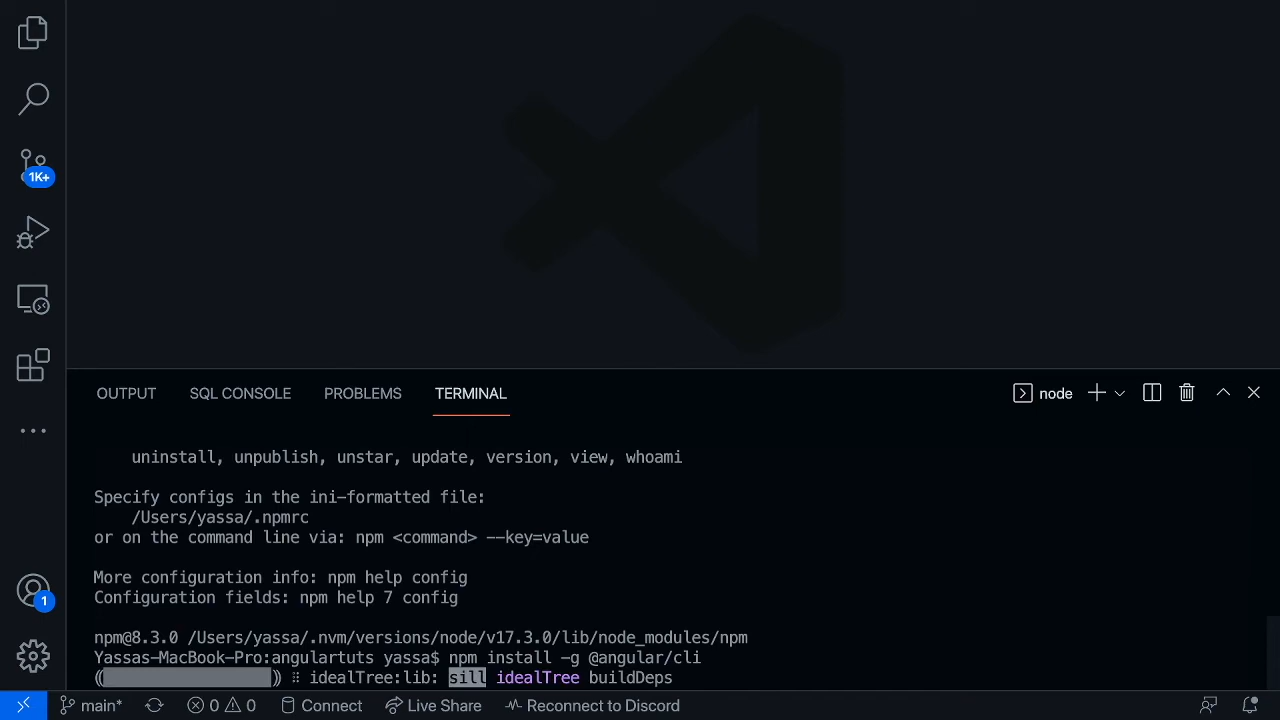 1K+
OUTPUT SQL CONSOLE PROBLEMS TERMINAL node
uninstall, unpublish, unstar, update, version, view, whoami
Specify configs in the ini-formatted file:
/Users/yassa/.npmrc
or on the command line via: npm <command> --key=value
More configuration info: npm help config
Configuration fields: npm help 7 config
npm@8.3.0 /Users/yassa/.nvm/versions/node/v17.3.0/lib/node_modules/npm
Yassas-MacBook-Pro:angulartuts yassa$ npm install -g @angular/cli
(░░░░░░░░░░░░░░░░░░) ⠸ idealTree:lib: sill idealTree buildDeps
1
main* 0 0 Connect Live Share Reconnect to Discord